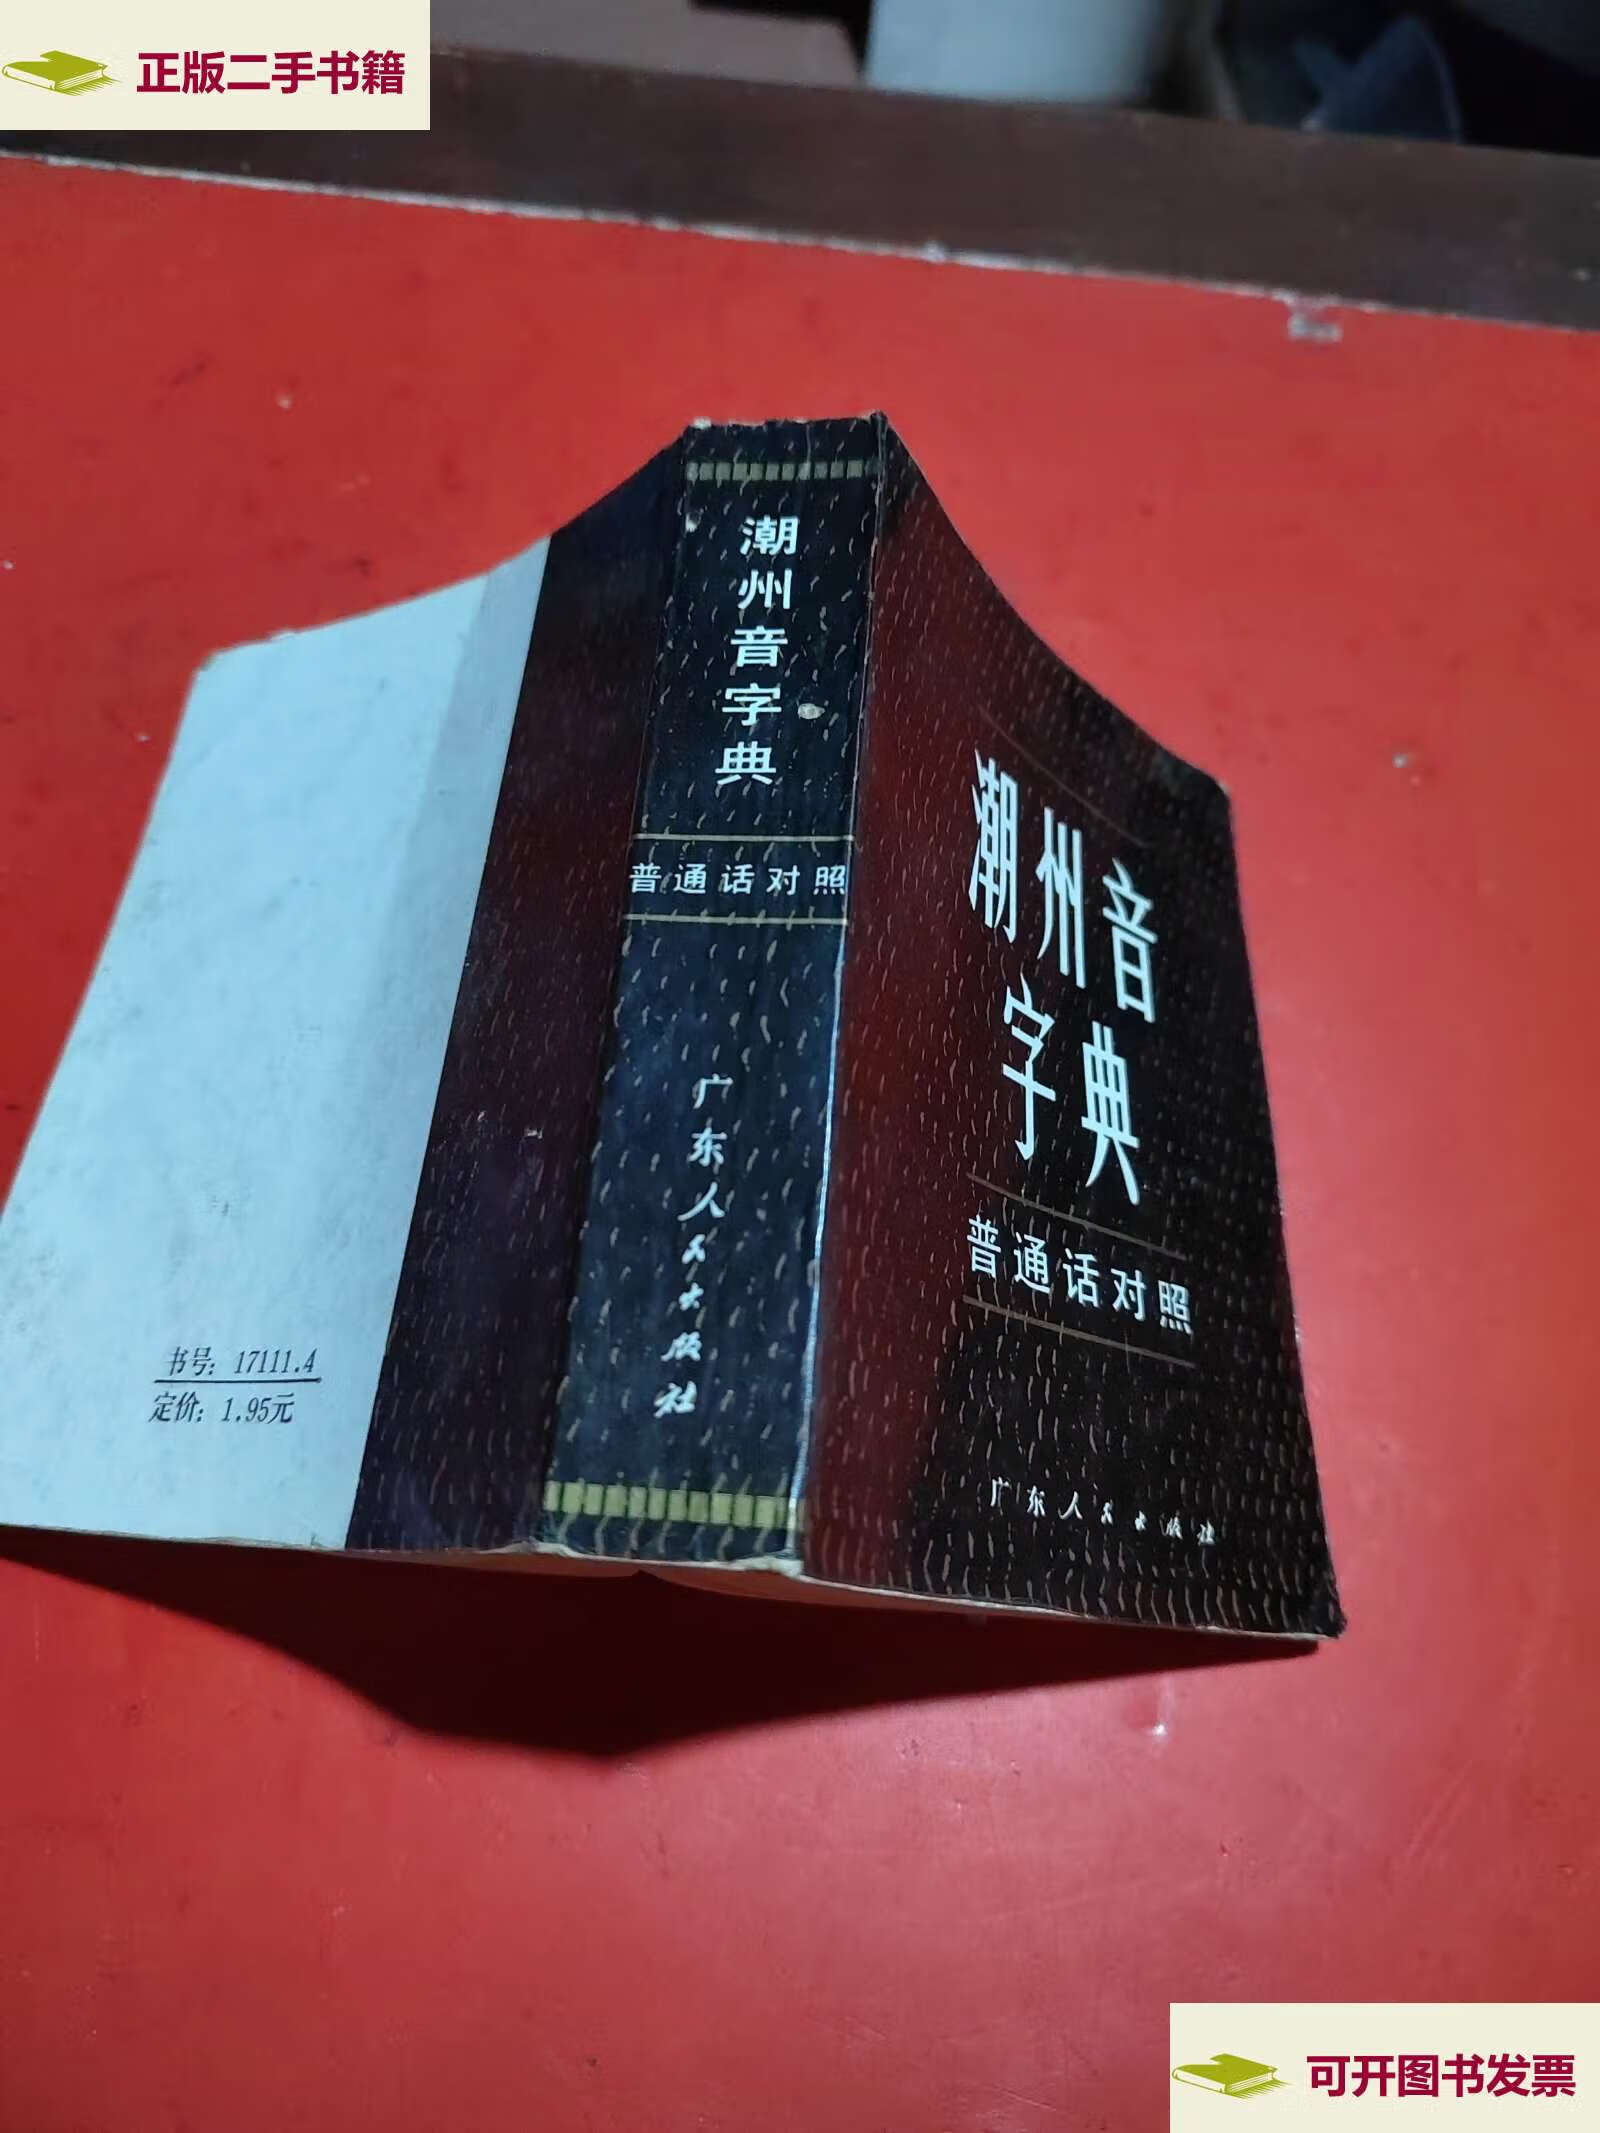 正版二手书籍
潮州音字典
普通话对照
广东人民出版社
潮州音
字典
普通话对照
广东人民出版社
书号：17111.4
定价：1.95元
可开图书发票